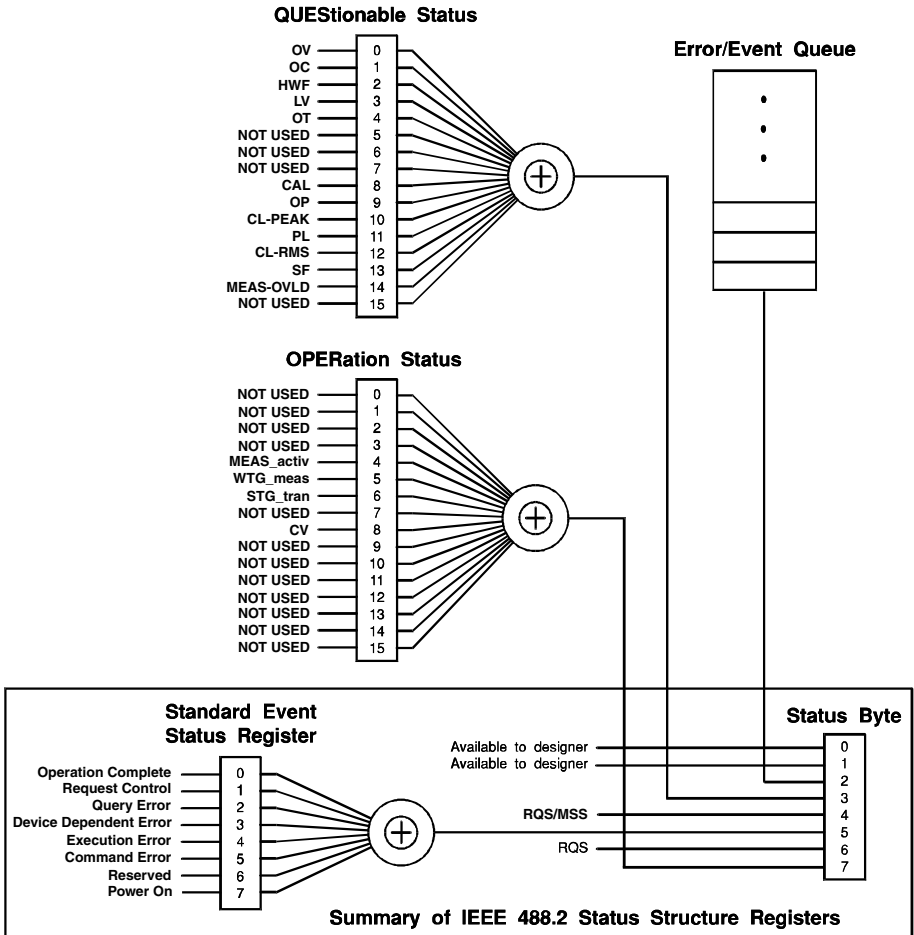 QUEStionable Status
OV 0
OC 1
HWF 2
LV 3
OT 4
NOT USED 5
NOT USED 6
NOT USED 7
CAL 8
OP 9
CL-PEAK 10
PL 11
CL-RMS 12
SF 13
MEAS-OVLD 14
NOT USED 15
Error/Event Queue
OPERation Status
NOT USED 0
NOT USED 1
NOT USED 2
NOT USED 3
MEAS_activ 4
WTG_meas 5
STG_tran 6
NOT USED 7
CV 8
NOT USED 9
NOT USED 10
NOT USED 11
NOT USED 12
NOT USED 13
NOT USED 14
NOT USED 15
Standard Event
Status Register
Operation Complete 0
Request Control 1
Query Error 2
Device Dependent Error 3
Execution Error 4
Command Error 5
Reserved 6
Power On 7
Status Byte
Available to designer 0
Available to designer 1
2
3
RQS/MSS 4
5
RQS 6
7
Summary of IEEE 488.2 Status Structure Registers